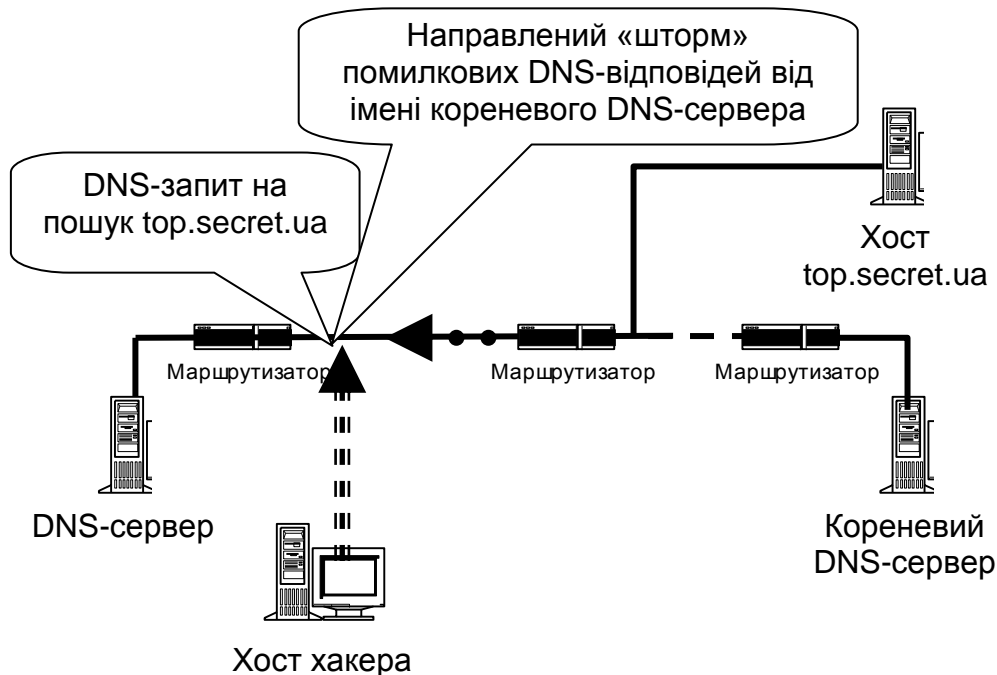 Направлений «шторм»
помилкових DNS-відповідей від
імені кореневого DNS-сервера
DNS-запит на
пошук top.secret.ua
Хост
top.secret.ua
Маршрутизатор
Маршрутизатор
Маршрутизатор
DNS-сервер
Кореневий
DNS-сервер
Хост хакера